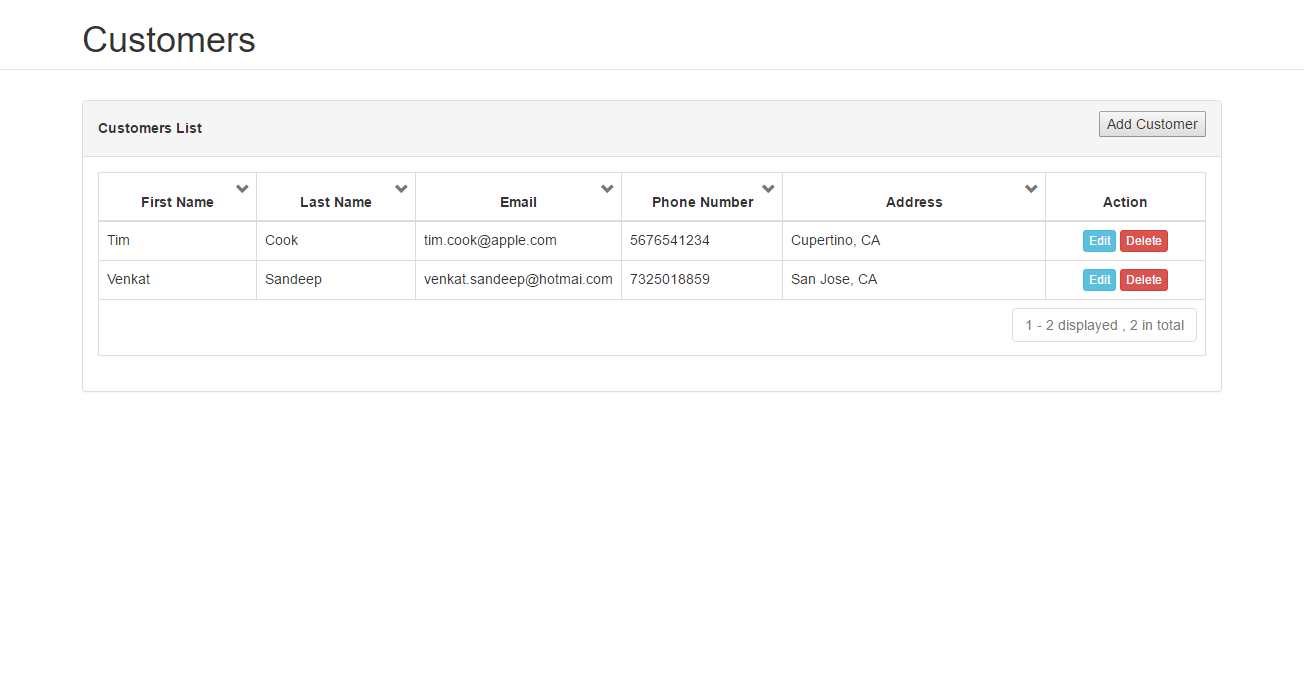 Customers
Customers List Add Customer
First Name Last Name Email Phone Number Address Action
Tim Cook tim.cook@apple.com 5676541234 Cupertino, CA Edit Delete
Venkat Sandeep venkat.sandeep@hotmai.com 7325018859 San Jose, CA Edit Delete
1 - 2 displayed , 2 in total